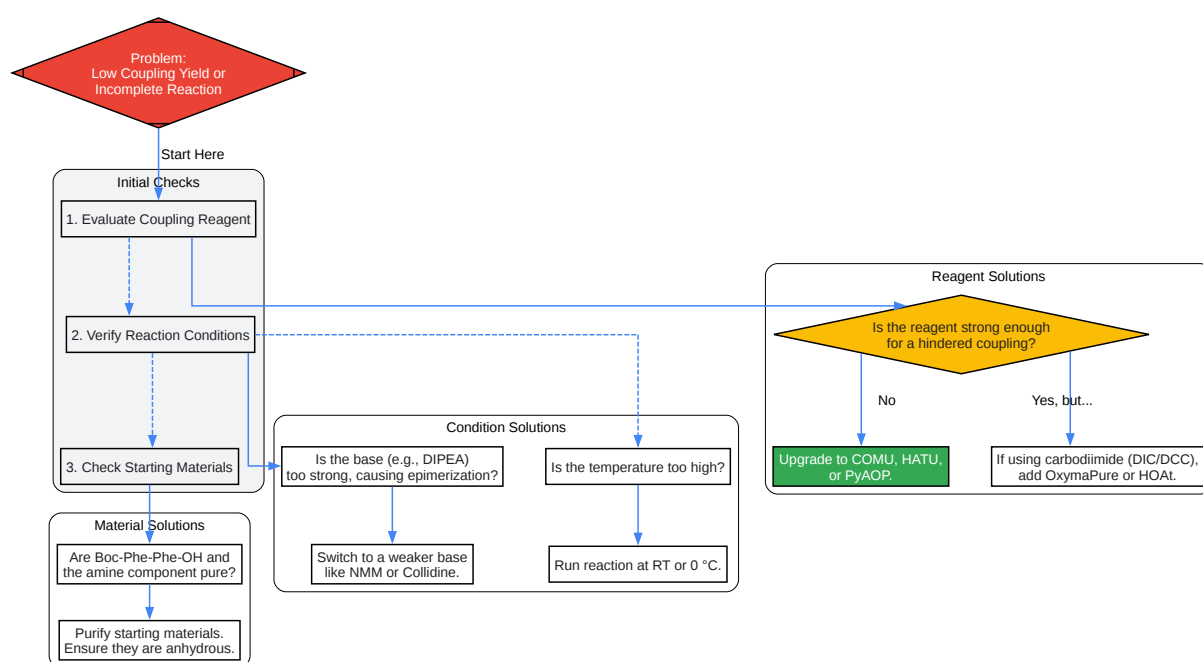 Problem:
Low Coupling Yield or
Incomplete Reaction
Start Here
Initial Checks
1. Evaluate Coupling Reagent
2. Verify Reaction Conditions
3. Check Starting Materials
Material Solutions
Are Boc-Phe-Phe-OH and
the amine component pure?
Purify starting materials.
Ensure they are anhydrous.
Condition Solutions
Is the base (e.g., DIPEA)
too strong, causing epimerization?
Switch to a weaker base
like NMM or Collidine.
Is the temperature too high?
Run reaction at RT or 0 °C.
Reagent Solutions
Is the reagent strong enough
for a hindered coupling?
No
Yes, but...
Upgrade to COMU, HATU,
or PyAOP.
If using carbodiimide (DIC/DCC),
add OxymaPure or HOAt.